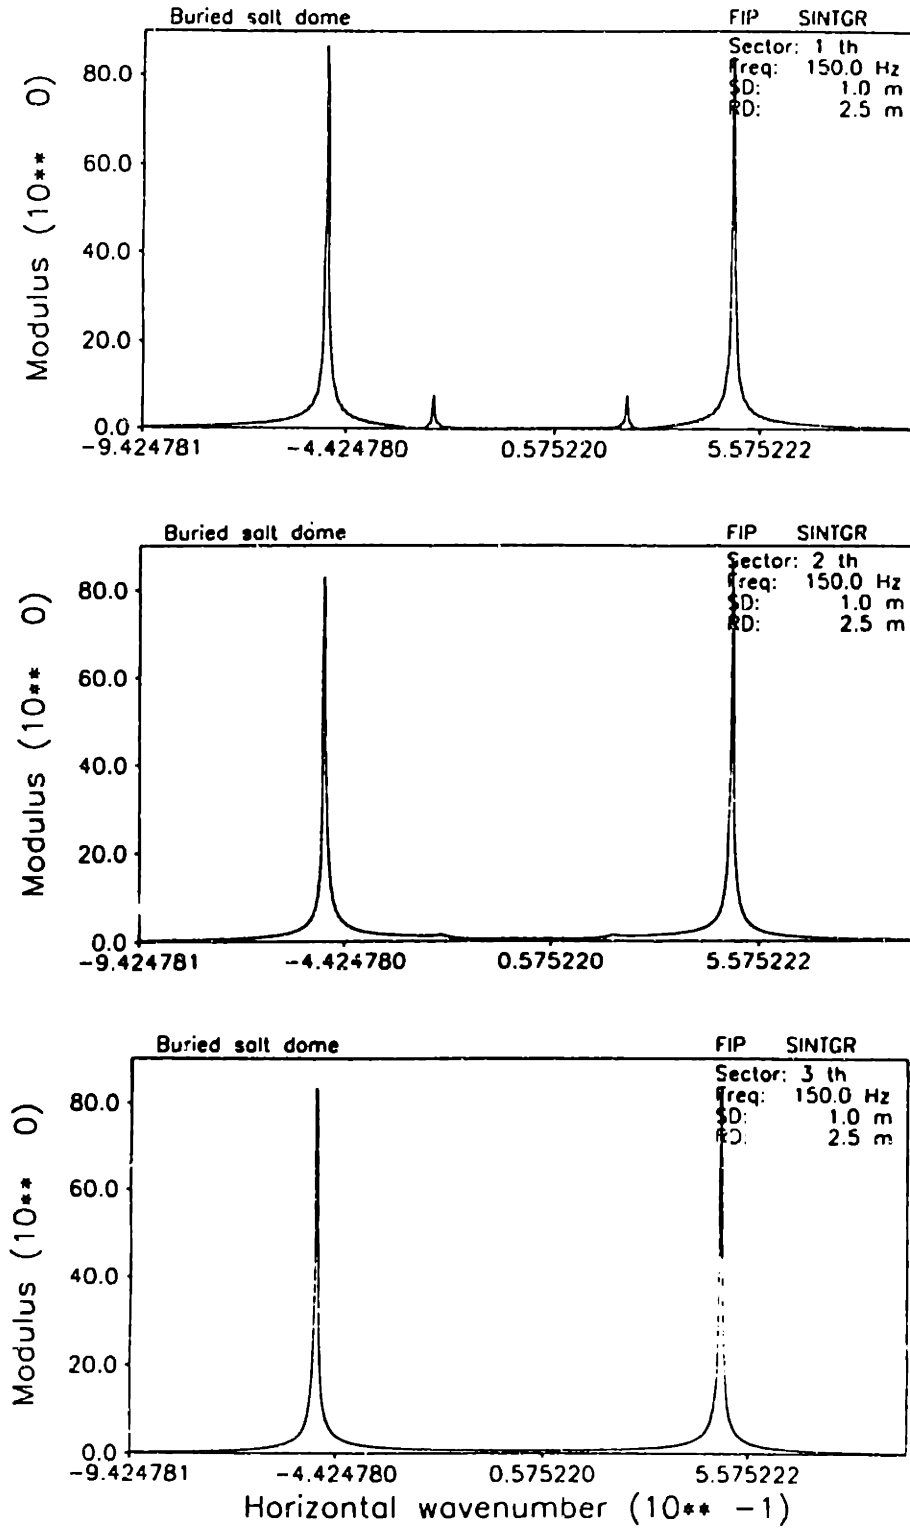 Buried salt dome FIP SINTGR
Sector: 1 th
Freq: 150.0 Hz
SD: 1.0 m
RD: 2.5 m
80.0
60.0
40.0
20.0
0.0
Modulus (10** 0)
-9.424781 -4.424780 0.575220 5.575222
Buried salt dome FIP SINTGR
Sector: 2 th
Freq: 150.0 Hz
SD: 1.0 m
RD: 2.5 m
80.0
60.0
40.0
20.0
0.0
Modulus (10** 0)
-9.424781 -4.424780 0.575220 5.575222
Buried salt dome FIP SINTGR
Sector: 3 th
Freq: 150.0 Hz
SD: 1.0 m
RD: 2.5 m
80.0
60.0
40.0
20.0
0.0
Modulus (10** 0)
-9.424781 -4.424780 0.575220 5.575222
Horizontal wavenumber (10** -1)